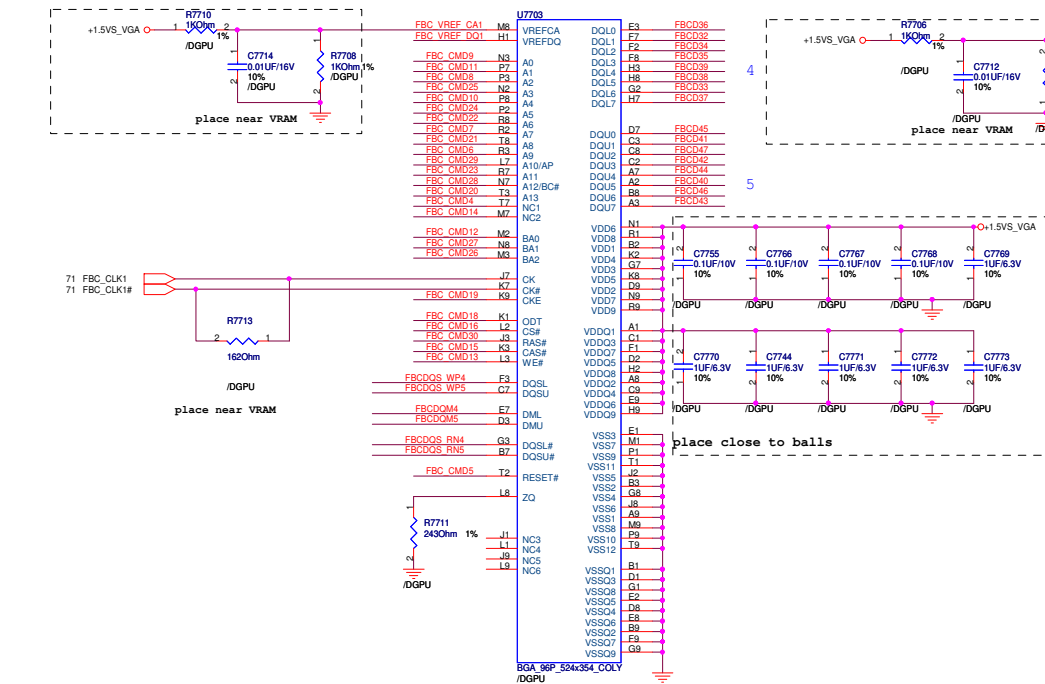 R7710
+1.5VS_VGA 1 1KOhm 2
1%
/DGPU
C7714
0.01UF/16V
10%
/DGPU
R7708
1KOhm 1%
/DGPU
place near VRAM
U7703
FBC_VREF_CA1 M8 VREFCA
FBC_VREF_DQ1 H1 VREFDQ
FBC_CMD9 N3 A0
FBC_CMD11 P7 A1
FBC_CMD8 P3 A2
FBC_CMD25 N2 A3
FBC_CMD10 P8 A4
FBC_CMD24 P2 A5
FBC_CMD22 R8 A6
FBC_CMD7 R2 A7
FBC_CMD21 T8 A8
FBC_CMD6 R3 A9
FBC_CMD29 L7 A10/AP
FBC_CMD23 R7 A11
FBC_CMD28 N7 A12/BC#
FBC_CMD20 T3 A13
FBC_CMD4 T7 NC1
FBC_CMD14 M7 NC2
FBC_CMD12 M2 BA0
FBC_CMD27 N8 BA1
FBC_CMD26 M3 BA2
71 FBC_CLK1 J7 CK
71 FBC_CLK1# K7 CK#
FBC_CMD19 K9 CKE
FBC_CMD18 K1 ODT
FBC_CMD16 L2 CS#
FBC_CMD30 J3 RAS#
FBC_CMD15 K3 CAS#
FBC_CMD13 L3 WE#
R7713
2 1
162Ohm
/DGPU
place near VRAM
FBCDQS_WP4 F3 DQSL
FBCDQS_WP5 C7 DQSU
FBCDQM4 E7 DML
FBCDQM5 D3 DMU
FBCDQS_RN4 G3 DQSL#
FBCDQS_RN5 B7 DQSU#
FBC_CMD5 T2 RESET#
L8 ZQ
1
R7711
243Ohm 1%
2
/DGPU
J1 NC3
L1 NC4
J9 NC5
L9 NC6
DQL0 E3 FBCD36
DQL1 F7 FBCD32
DQL2 F2 FBCD34
DQL3 F8 FBCD35
DQL4 H3 FBCD39
DQL5 H8 FBCD38
DQL6 G2 FBCD33
DQL7 H7 FBCD37
4
DQU0 D7 FBCD45
DQU1 C3 FBCD41
DQU2 C8 FBCD47
DQU3 C2 FBCD42
DQU4 A7 FBCD44
DQU5 A2 FBCD40
DQU6 B8 FBCD46
DQU7 A3 FBCD43
5
VDD6 N1
VDD8 R1
VDD1 B2
VDD4 K2
VDD3 G7
VDD5 K8
VDD2 D9
VDD7 N9
VDD9 R9
VDDQ1 A1
VDDQ3 C1
VDDQ7 F1
VDDQ5 D2
VDDQ8 H2
VDDQ2 A8
VDDQ4 C9
VDDQ6 E9
VDDQ9 H9
VSS3 E1
VSS7 M1
VSS9 P1
VSS11 T1
VSS5 J2
VSS2 B3
VSS4 G8
VSS6 J8
VSS1 A9
VSS8 M9
VSS10 P9
VSS12 T9
VSSQ1 B1
VSSQ3 D1
VSSQ8 G1
VSSQ5 E2
VSSQ4 D8
VSSQ6 E8
VSSQ2 B9
VSSQ7 F9
VSSQ9 G9
BGA_96P_524x354_COLY
/DGPU
R7706
+1.5VS_VGA 1 1KOhm 2
1%
/DGPU
C7712
0.01UF/16V
10%
/DGPU
place near VRAM
+1.5VS_VGA
C7755 C7766 C7767 C7768 C7769
0.1UF/10V 0.1UF/10V 0.1UF/10V 0.1UF/10V 1UF/6.3V
10% 10% 10% 10% 10%
/DGPU /DGPU /DGPU /DGPU /DGPU
C7770 C7744 C7771 C7772 C7773
1UF/6.3V 1UF/6.3V 1UF/6.3V 1UF/6.3V 1UF/6.3V
10% 10% 10% 10% 10%
/DGPU /DGPU /DGPU /DGPU /DGPU
place close to balls